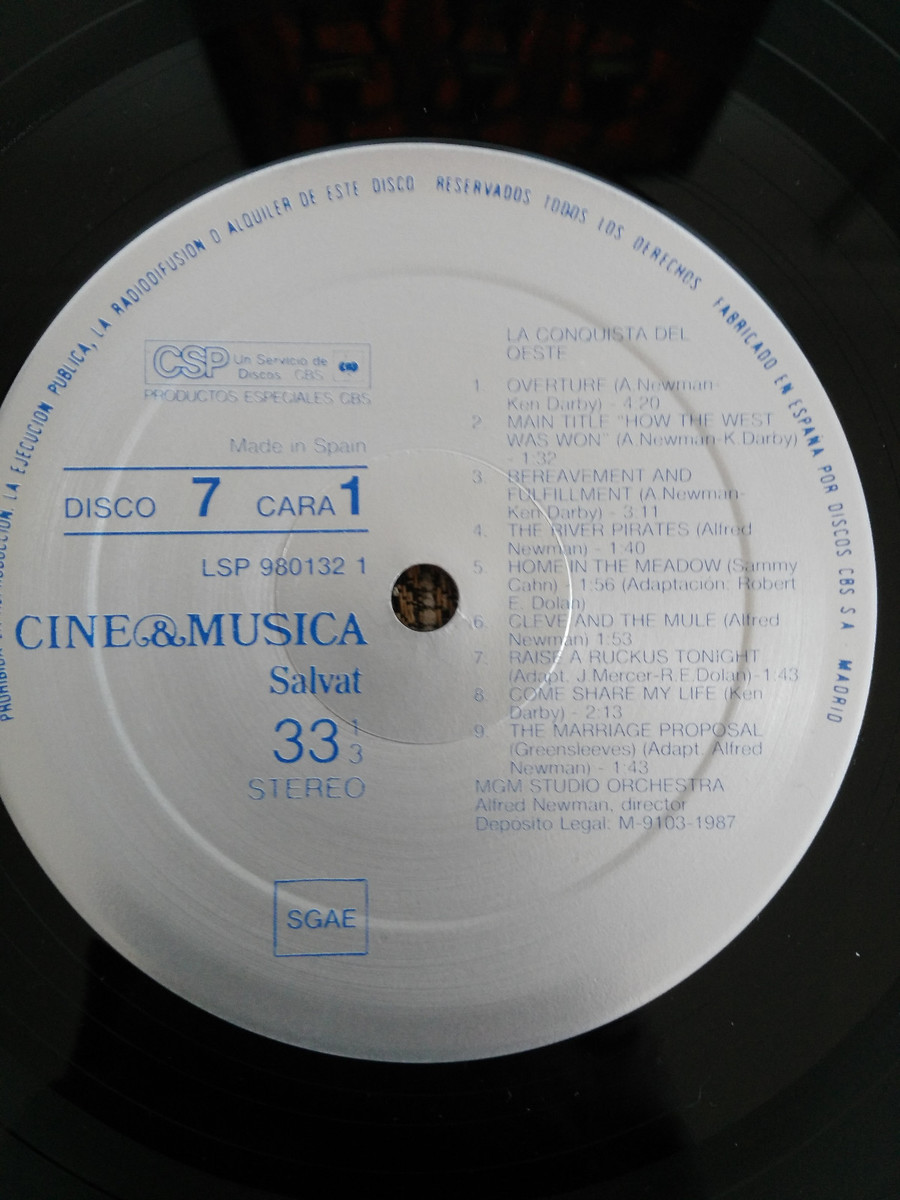 PROHIBIDA LA REPRODUCCION, LA EJECUCION PUBLICA, LA RADIODIFUSION O ALQUILER DE ESTE DISCO RESERVADOS TODOS LOS DERECHOS FABRICADO EN ESPAÑA POR DISCOS CBS S A - MADRID
CSP Un Servicio de
Discos CBS
PRODUCTOS ESPECIALES CBS
Made in Spain
DISCO 7 CARA 1
LSP 980132 1
CINE&MUSICA
Salvat
33 1/3
STEREO
SGAE
LA CONQUISTA DEL
OESTE
1. OVERTURE (A.Newman-
Ken Darby) - 4:20
2. MAIN TITLE "HOW THE WEST
WAS WON" (A.Newman-K.Darby)
- 1:32
3. BEREAVEMENT AND
FULFILLMENT (A.Newman-
Ken Darby) - 3:11
4. THE RIVER PIRATES (Alfred
Newman) - 1:40
5. HOME IN THE MEADOW (Sammy
Cahn) - 1:56 (Adaptación: Robert
E. Dolan)
6. CLEVE AND THE MULE (Alfred
Newman) 1:53
7. RAISE A RUCKUS TONIGHT
(Adapt. J.Mercer-R.E.Dolan)-1:43
8. COME SHARE MY LIFE (Ken
Darby) - 2:13
9. THE MARRIAGE PROPOSAL
(Greensleeves) (Adapt. Alfred
Newman) - 1:43
MGM STUDIO ORCHESTRA
Alfred Newman, director
Deposito Legal: M-9103-1987